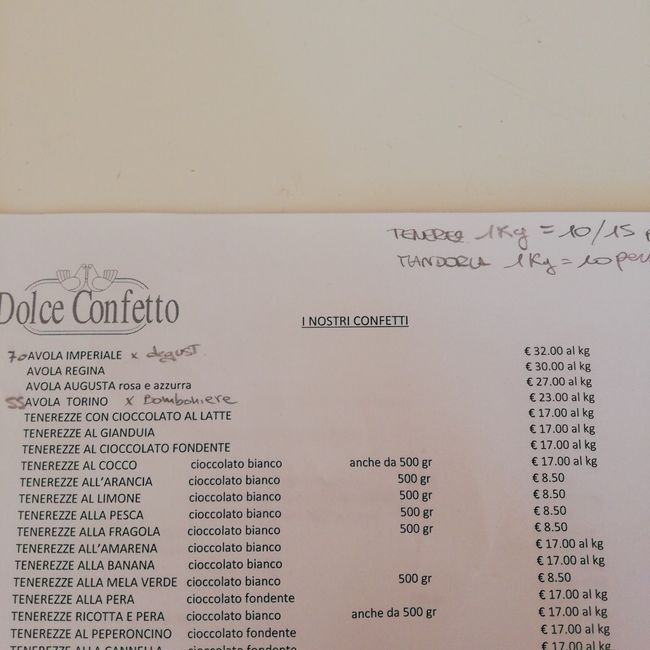 TENEREZ 1Kg = 10/15 p
MANDORLA 1Kg = 10 per
Dolce Confetto
I NOSTRI CONFETTI
70 AVOLA IMPERIALE x degust. € 32.00 al kg
AVOLA REGINA € 30.00 al kg
AVOLA AUGUSTA rosa e azzurra € 27.00 al kg
55 AVOLA TORINO x Bomboniere € 23.00 al kg
TENEREZZE CON CIOCCOLATO AL LATTE € 17.00 al kg
TENEREZZE AL GIANDUIA € 17.00 al kg
TENEREZZE AL CIOCCOLATO FONDENTE € 17.00 al kg
TENEREZZE AL COCCO cioccolato bianco anche da 500 gr € 17.00 al kg
TENEREZZE ALL'ARANCIA cioccolato bianco 500 gr € 8.50
TENEREZZE AL LIMONE cioccolato bianco 500 gr € 8.50
TENEREZZE ALLA PESCA cioccolato bianco 500 gr € 8.50
TENEREZZE ALLA FRAGOLA cioccolato bianco 500 gr € 8.50
TENEREZZE ALL'AMARENA cioccolato bianco € 17.00 al kg
TENEREZZE ALLA BANANA cioccolato bianco € 17.00 al kg
TENEREZZE ALLA MELA VERDE cioccolato bianco 500 gr € 8.50
TENEREZZE ALLA PERA cioccolato fondente € 17.00 al kg
TENEREZZE RICOTTA E PERA cioccolato bianco anche da 500 gr € 17.00 al kg
TENEREZZE AL PEPERONCINO cioccolato fondente € 17.00 al kg
TENEREZZE ALLA CANNELLA cioccolato fondente € 17.00 al kg